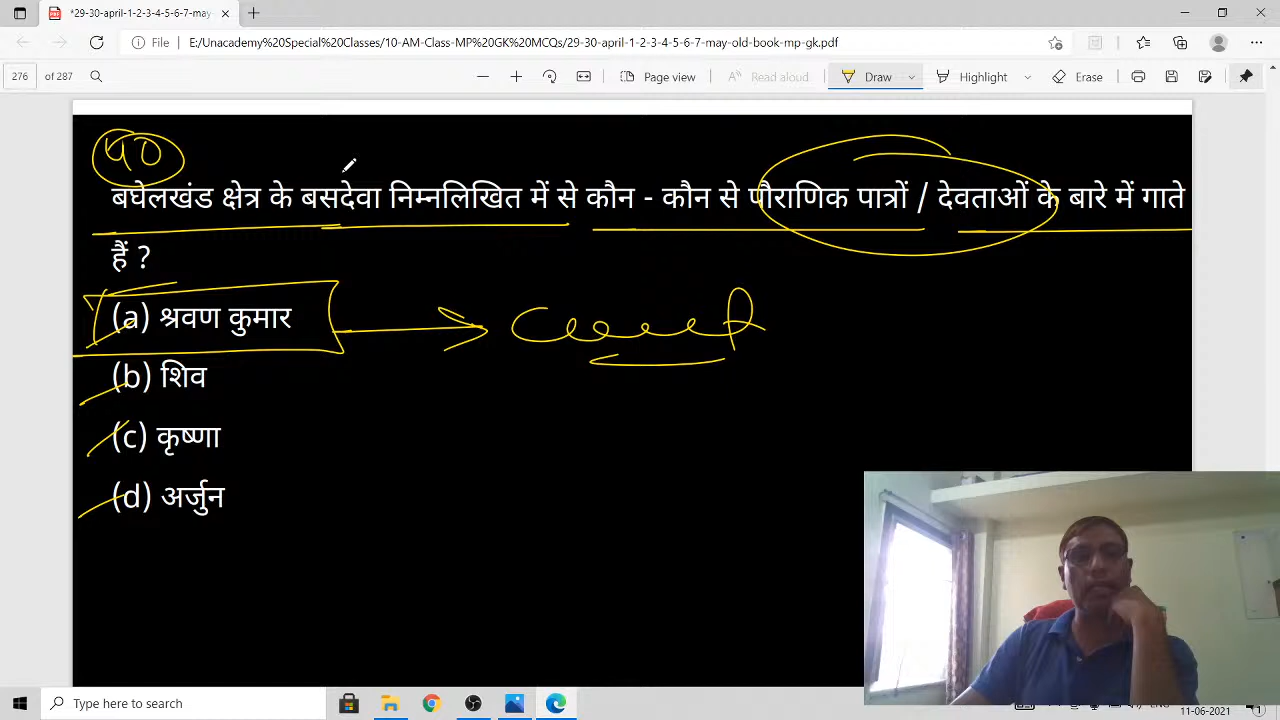 *29-30-april-1-2-3-4-5-6-7-may
File E:/Unacademy%20Special%20Classes/10-AM-Class-MP%20GK%20MCQs/29-30-april-1-2-3-4-5-6-7-may-old-book-mp-gk.pdf
276 of 287 Page view Read aloud Draw Highlight Erase
40
बघेलखंड क्षेत्र के बसदेवा निम्नलिखित में से कौन - कौन से पौराणिक पात्रों / देवताओं के बारे में गाते
हैं ?
(a) श्रवण कुमार
(b) शिव
(c) कृष्णा
(d) अर्जुन
Type here to search
11-06-2021